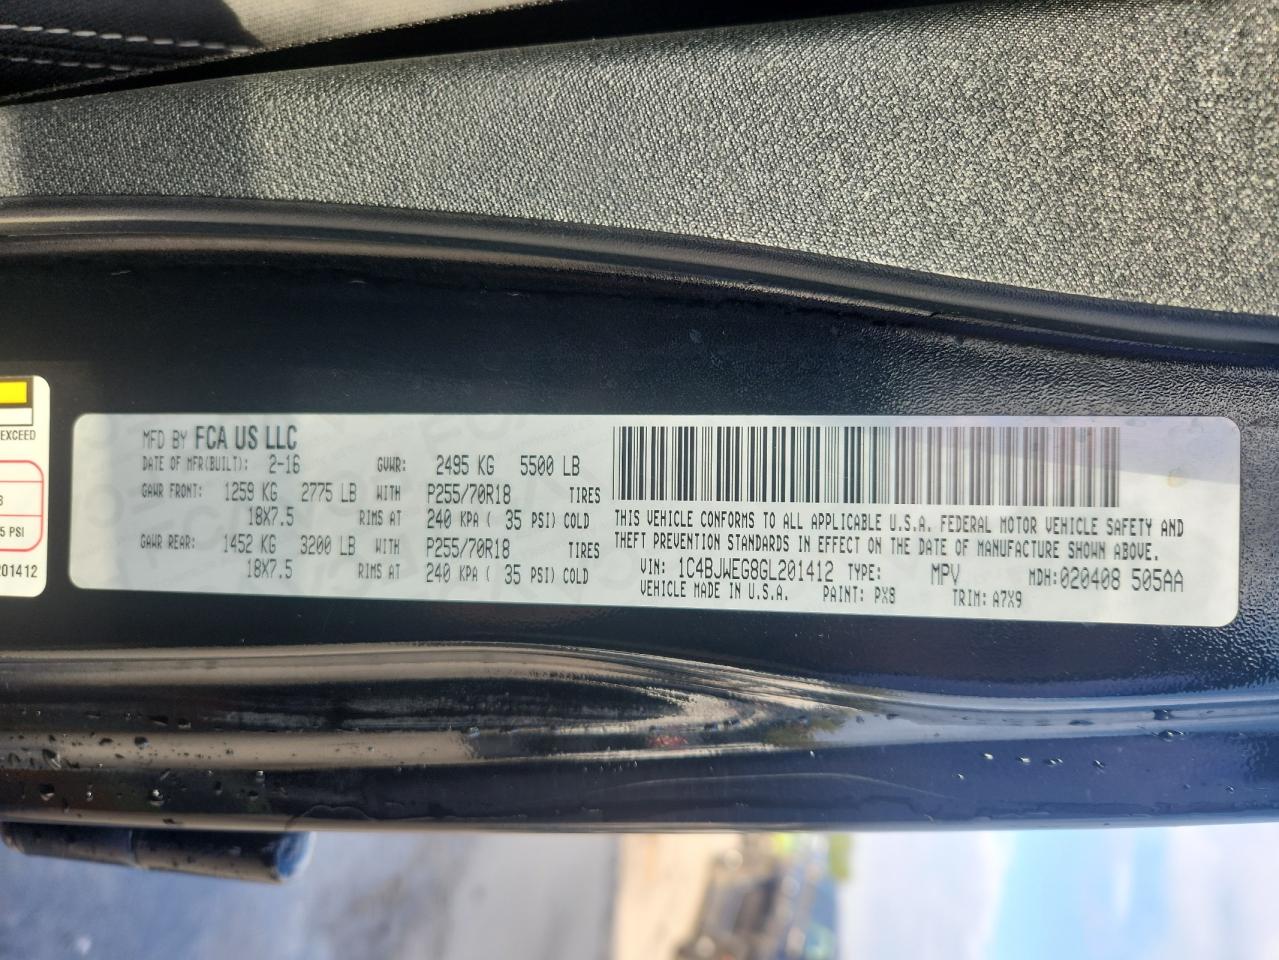 EXCEED
5 PSI
201412
MFD BY FCA US LLC
DATE OF MFR(BUILT): 2-16 GVWR: 2495 KG 5500 LB
GAWR FRONT: 1259 KG 2775 LB WITH P255/70R18 TIRES
18X7.5 RIMS AT 240 KPA ( 35 PSI) COLD
GAWR REAR: 1452 KG 3200 LB WITH P255/70R18 TIRES
18X7.5 RIMS AT 240 KPA ( 35 PSI) COLD
THIS VEHICLE CONFORMS TO ALL APPLICABLE U.S.A. FEDERAL MOTOR VEHICLE SAFETY AND
THEFT PREVENTION STANDARDS IN EFFECT ON THE DATE OF MANUFACTURE SHOWN ABOVE.
VIN: 1C4BJWEG8GL201412 TYPE: MPV MDH:020408 505AA
VEHICLE MADE IN U.S.A. PAINT: PX8 TRIM: A7X9